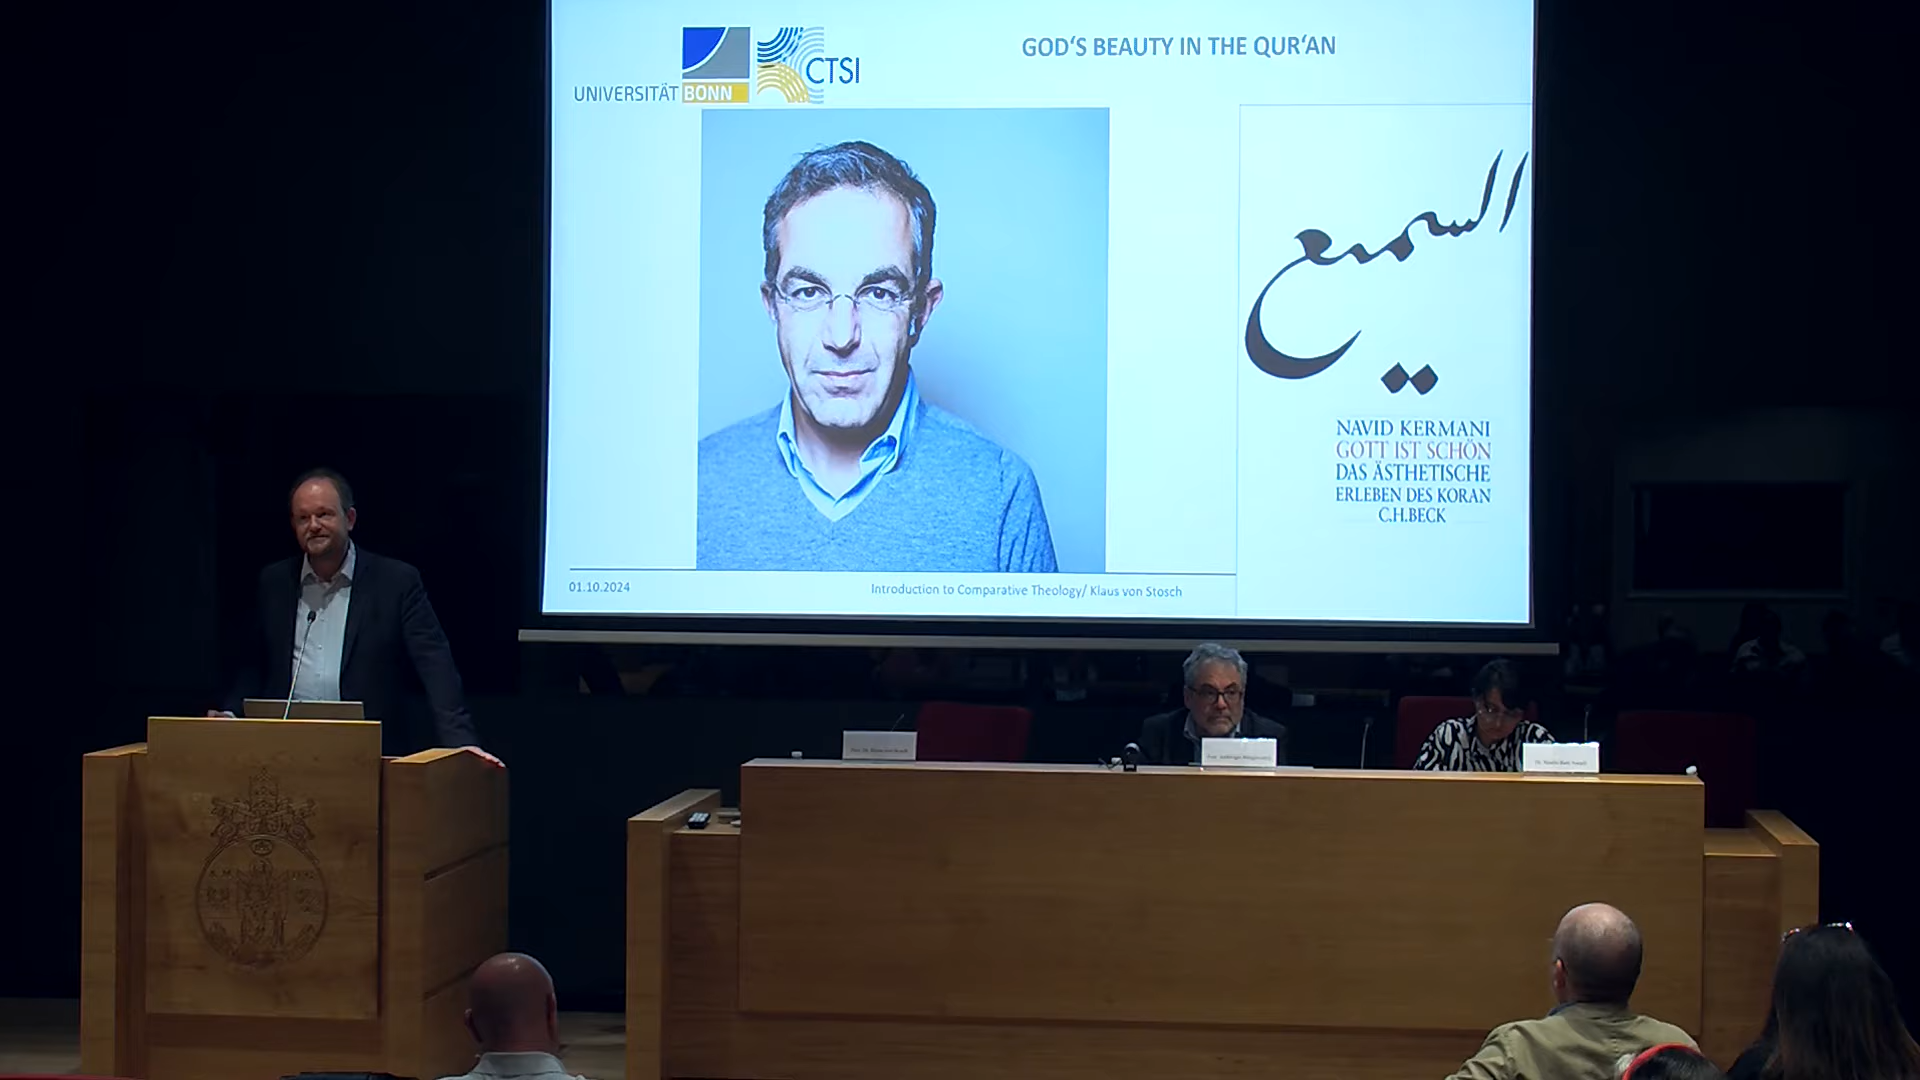 GOD‘S BEAUTY IN THE QUR‘AN
UNIVERSITÄT BONN
CTSI
السميع
NAVID KERMANI
GOTT IST SCHÖN
DAS ÄSTHETISCHE
ERLEBEN DES KORAN
C.H.BECK
01.10.2024
Introduction to Comparative Theology/ Klaus von Stosch